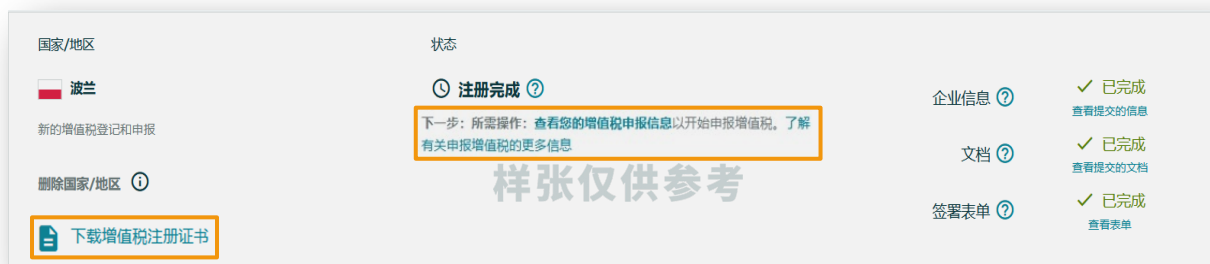 国家/地区
状态
波兰
注册完成
企业信息
已完成
查看提交的信息
新的增值税登记和申报
下一步：所需操作：查看您的增值税申报信息以开始申报增值税。了解
有关申报增值税的更多信息
文档
已完成
查看提交的文档
删除国家/地区
样张仅供参考
签署表单
已完成
查看表单
下载增值税注册证书